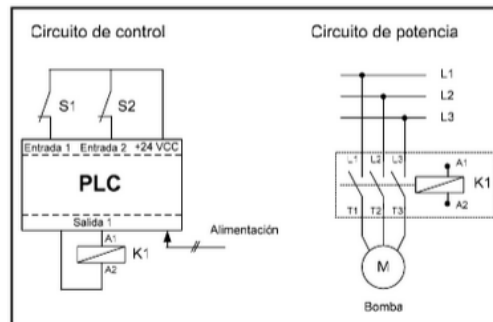 Circuito de control
S1
S2
Entrada 1 Entrada 2 +24 VCC
PLC
Salida 1
A1
K1
A2
Alimentación
Circuito de potencia
L1
L2
L3
L1 L2 L3
A1
K1
A2
T1 T2 T3
M
Bomba